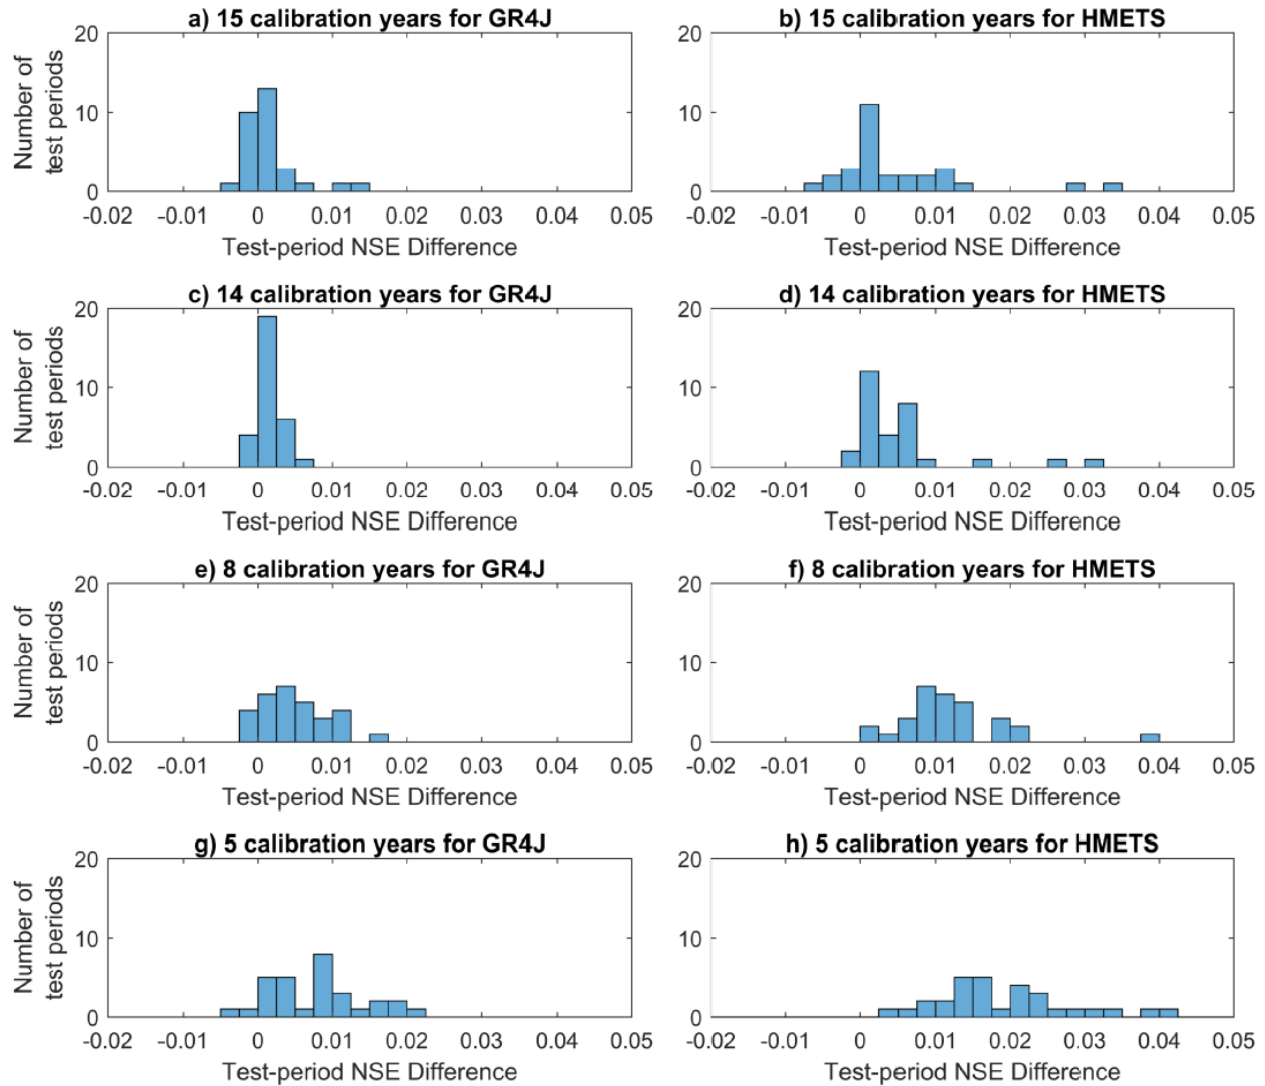 a) 15 calibration years for GR4J
20
10
0
Number of
test periods
-0.02 -0.01 0 0.01 0.02 0.03 0.04 0.05
Test-period NSE Difference
b) 15 calibration years for HMETS
20
10
0
-0.02 -0.01 0 0.01 0.02 0.03 0.04 0.05
Test-period NSE Difference
c) 14 calibration years for GR4J
20
10
0
Number of
test periods
-0.02 -0.01 0 0.01 0.02 0.03 0.04 0.05
Test-period NSE Difference
d) 14 calibration years for HMETS
20
10
0
-0.02 -0.01 0 0.01 0.02 0.03 0.04 0.05
Test-period NSE Difference
e) 8 calibration years for GR4J
20
10
0
Number of
test periods
-0.02 -0.01 0 0.01 0.02 0.03 0.04 0.05
Test-period NSE Difference
f) 8 calibration years for HMETS
20
10
0
-0.02 -0.01 0 0.01 0.02 0.03 0.04 0.05
Test-period NSE Difference
g) 5 calibration years for GR4J
20
10
0
Number of
test periods
-0.02 -0.01 0 0.01 0.02 0.03 0.04 0.05
Test-period NSE Difference
h) 5 calibration years for HMETS
20
10
0
-0.02 -0.01 0 0.01 0.02 0.03 0.04 0.05
Test-period NSE Difference